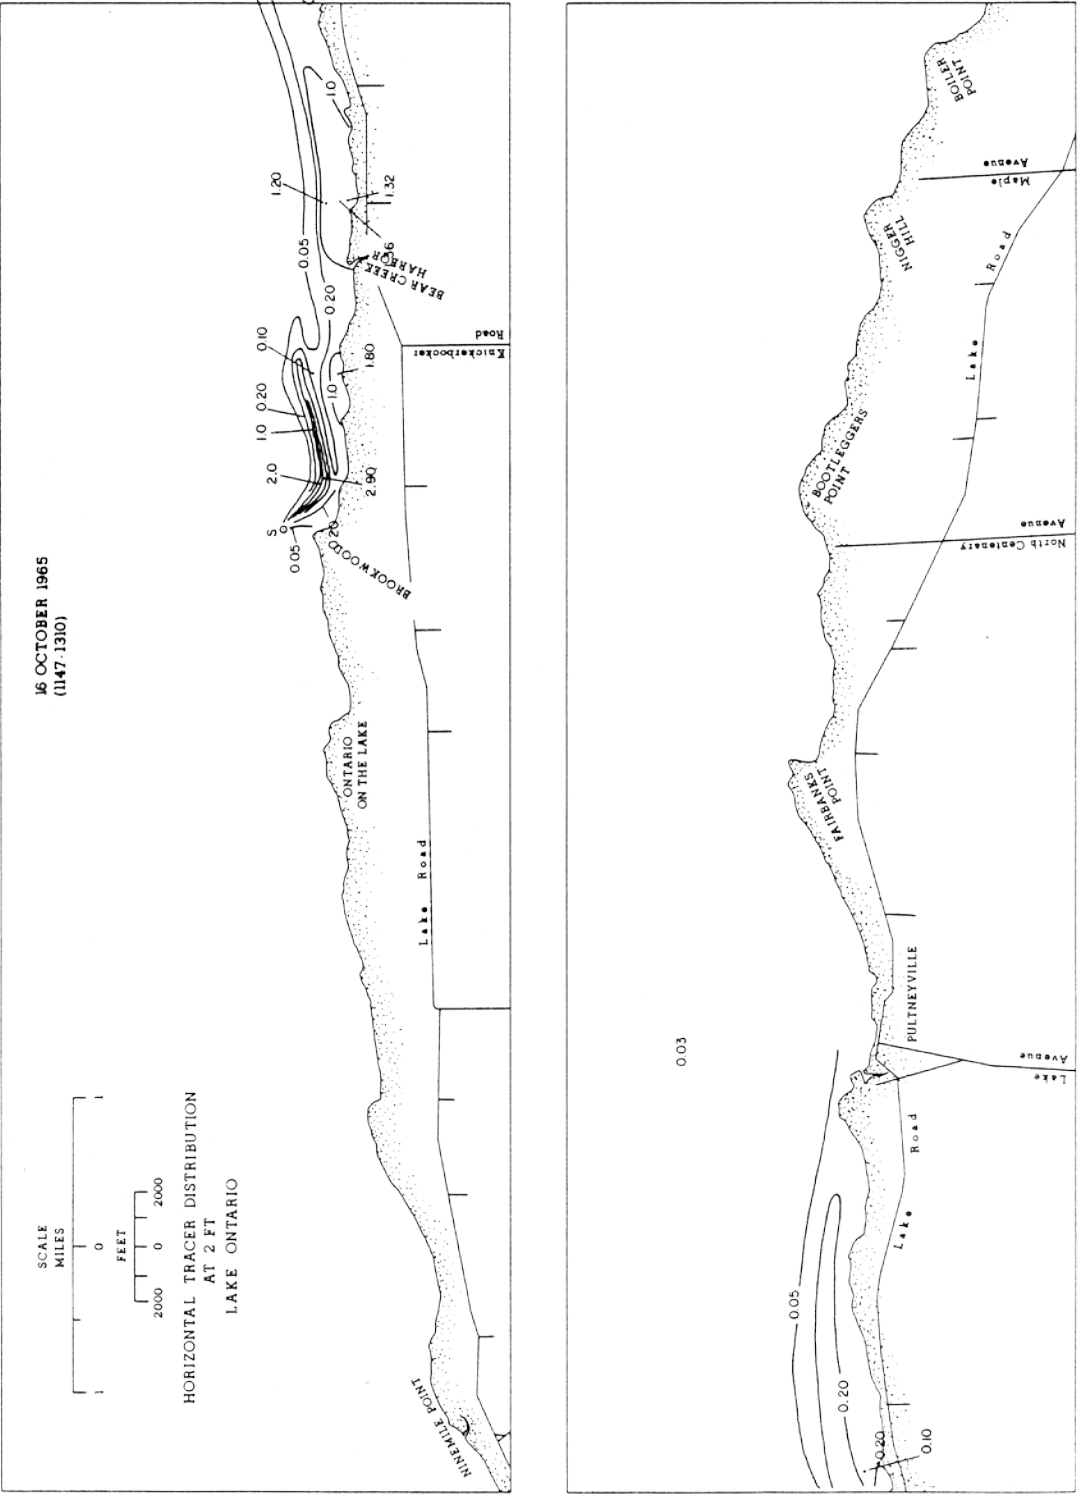 16 OCTOBER 1965
(1147-1310)
SCALE
MILES
1 0 1
FEET
2000 0 2000
HORIZONTAL TRACER DISTRIBUTION
AT 2 FT
LAKE ONTARIO
NINEMILE POINT
Lake Road
ONTARIO
ON THE LAKE
BROOKWOOD
S
0.05
0.20
2.0
2.90
1.0
0.20
0.10
1.0
1.80
0.20
0.05
Knickerbocker
Road
BEAR CREEK
HARBOR
1.20
1.32
1.0
0.05
0.20
0.20
0.10
Lake Road
Lake
Avenue
PULTNEYVILLE
0.03
FAIRBANKS
POINT
North Centenary
Avenue
BOOTLEGGERS
POINT
Lake Road
NIGGER
HILL
Maple
Avenue
BOILER
POINT